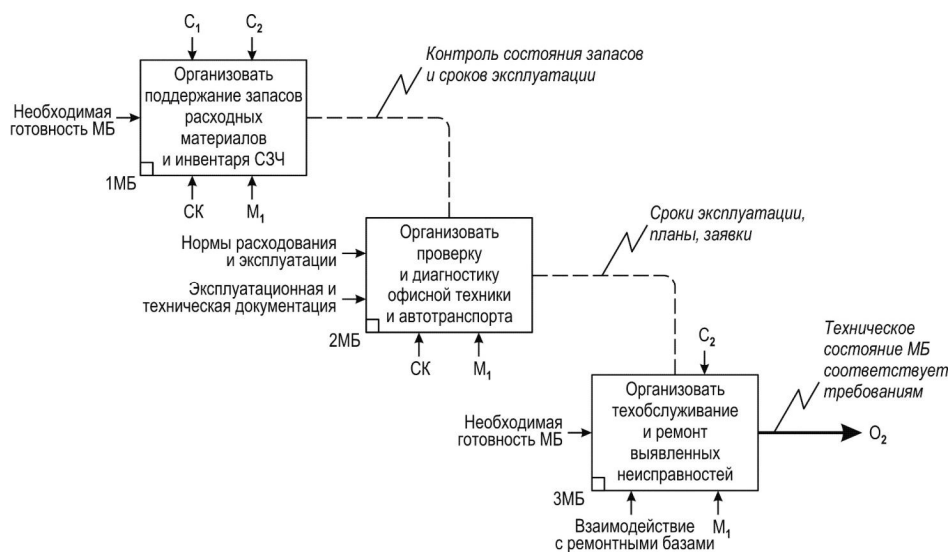 C1
C2
Контроль состояния запасов
и сроков эксплуатации
Необходимая
готовность МБ
Организовать
поддержание запасов
расходных
материалов
и инвентаря СЗЧ
1МБ
СК
М1
Нормы расходования
и эксплуатации
Эксплуатационная и
техническая документация
Организовать
проверку
и диагностику
офисной техники
и автотранспорта
2МБ
СК
М1
Сроки эксплуатации,
планы, заявки
C2
Техническое
состояние МБ
соответствует
требованиям
Необходимая
готовность МБ
Организовать
техобслуживание
и ремонт
выявленных
неисправностей
O2
3МБ
Взаимодействие
с ремонтными базами
М1